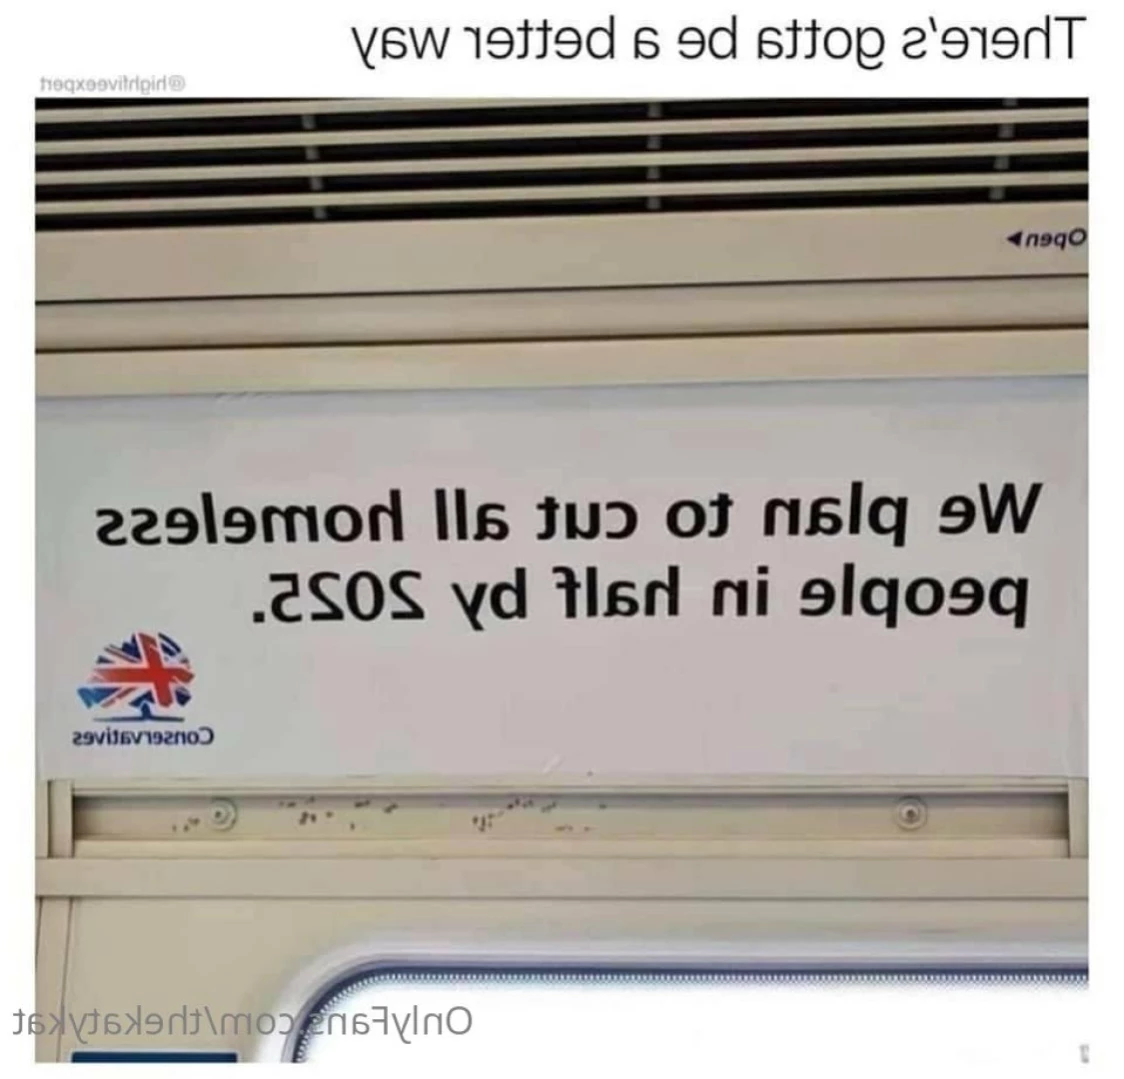 There's gotta be a better way
@highfiveexpert
Open
We plan to cut all homeless
people in half by 2025.
Conservatives
OnlyFans.com/thekatykat